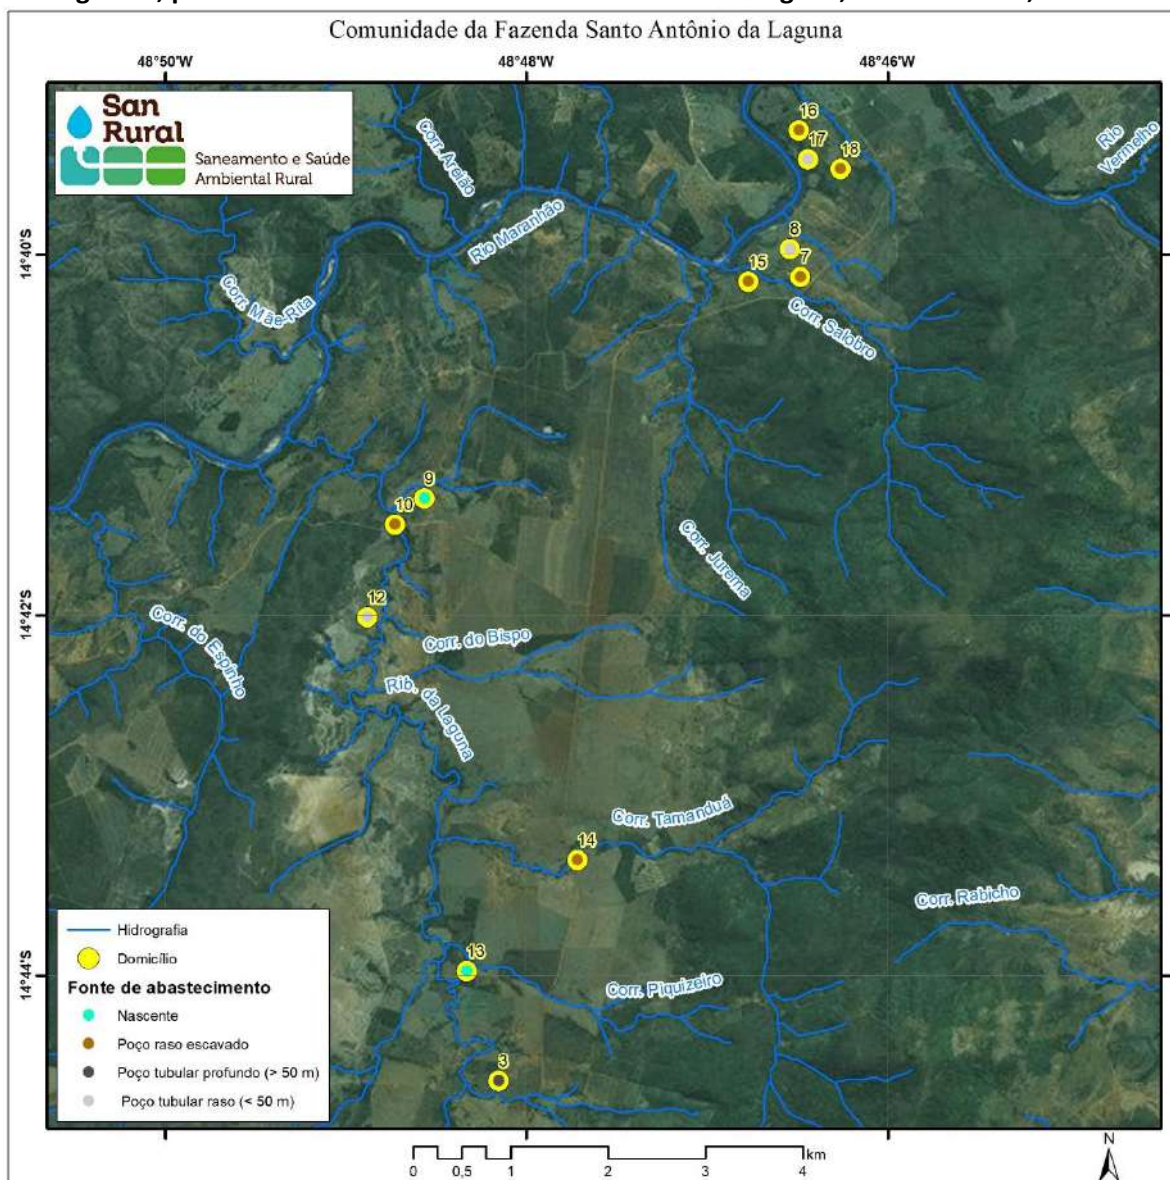 Comunidade da Fazenda Santo Antônio da Laguna
48°50'W
48°48'W
48°46'W
San
Rural
Saneamento e Saúde
Ambiental Rural
Corr. Areião
Rio Maranhão
Rio
Vermelho
16
17
18
14°40'S
8
7
15
Corr. Mãe-Rita
Corr. Salobro
9
10
Corr. Jurema
14°42'S
12
Corr. do Espinho
Corr. do Bispo
Rib. da Laguna
Corr. Tamanduá
14
Corr. Rabicho
14°44'S
13
Corr. Piquizeiro
3
Hidrografia
Domicílio
Fonte de abastecimento
Nascente
Poço raso escavado
Poço tubular profundo (> 50 m)
Poço tubular raso (< 50 m)
0 0,5 1 2 3 4 km
N